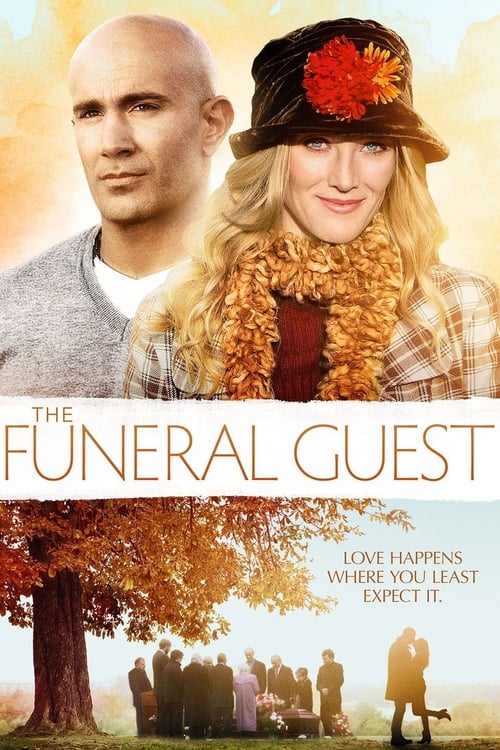 THE
FUNERAL GUEST
LOVE HAPPENS
WHERE YOU LEAST
EXPECT IT.